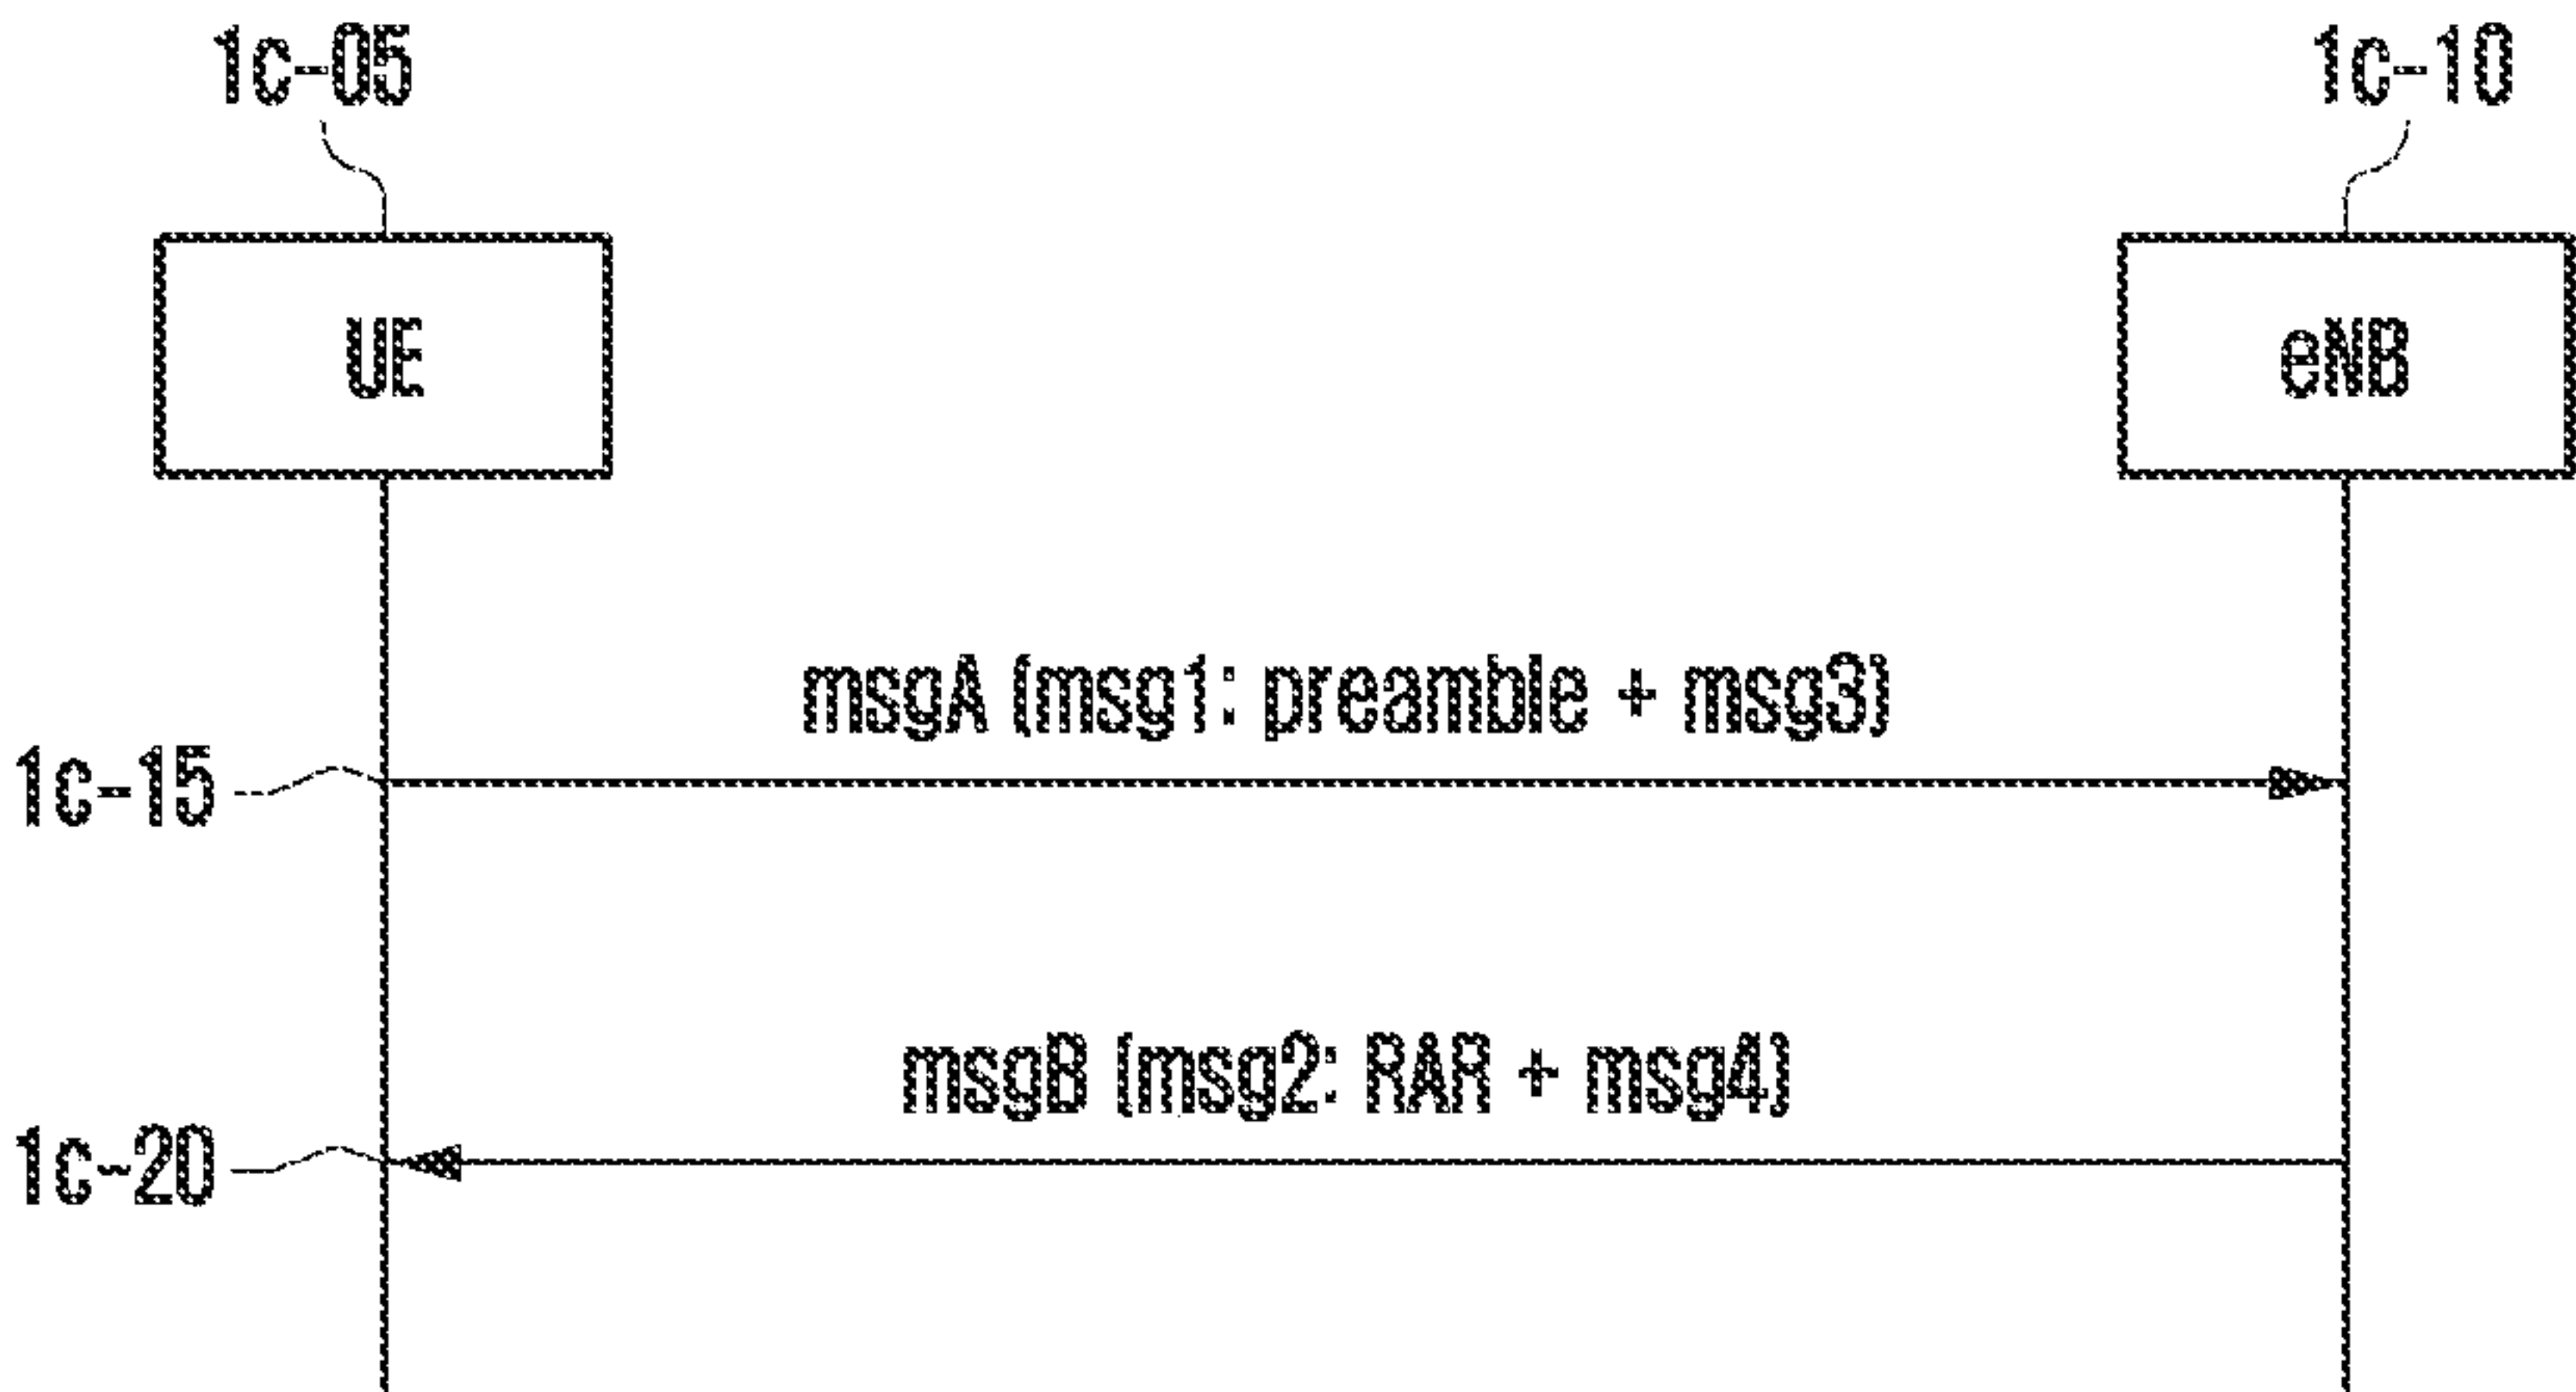 1c-05
1c-10
UE
eNB
msgA (msg1: preamble + msg3)
1c-15
msgB (msg2: RAR + msg4)
1c-20